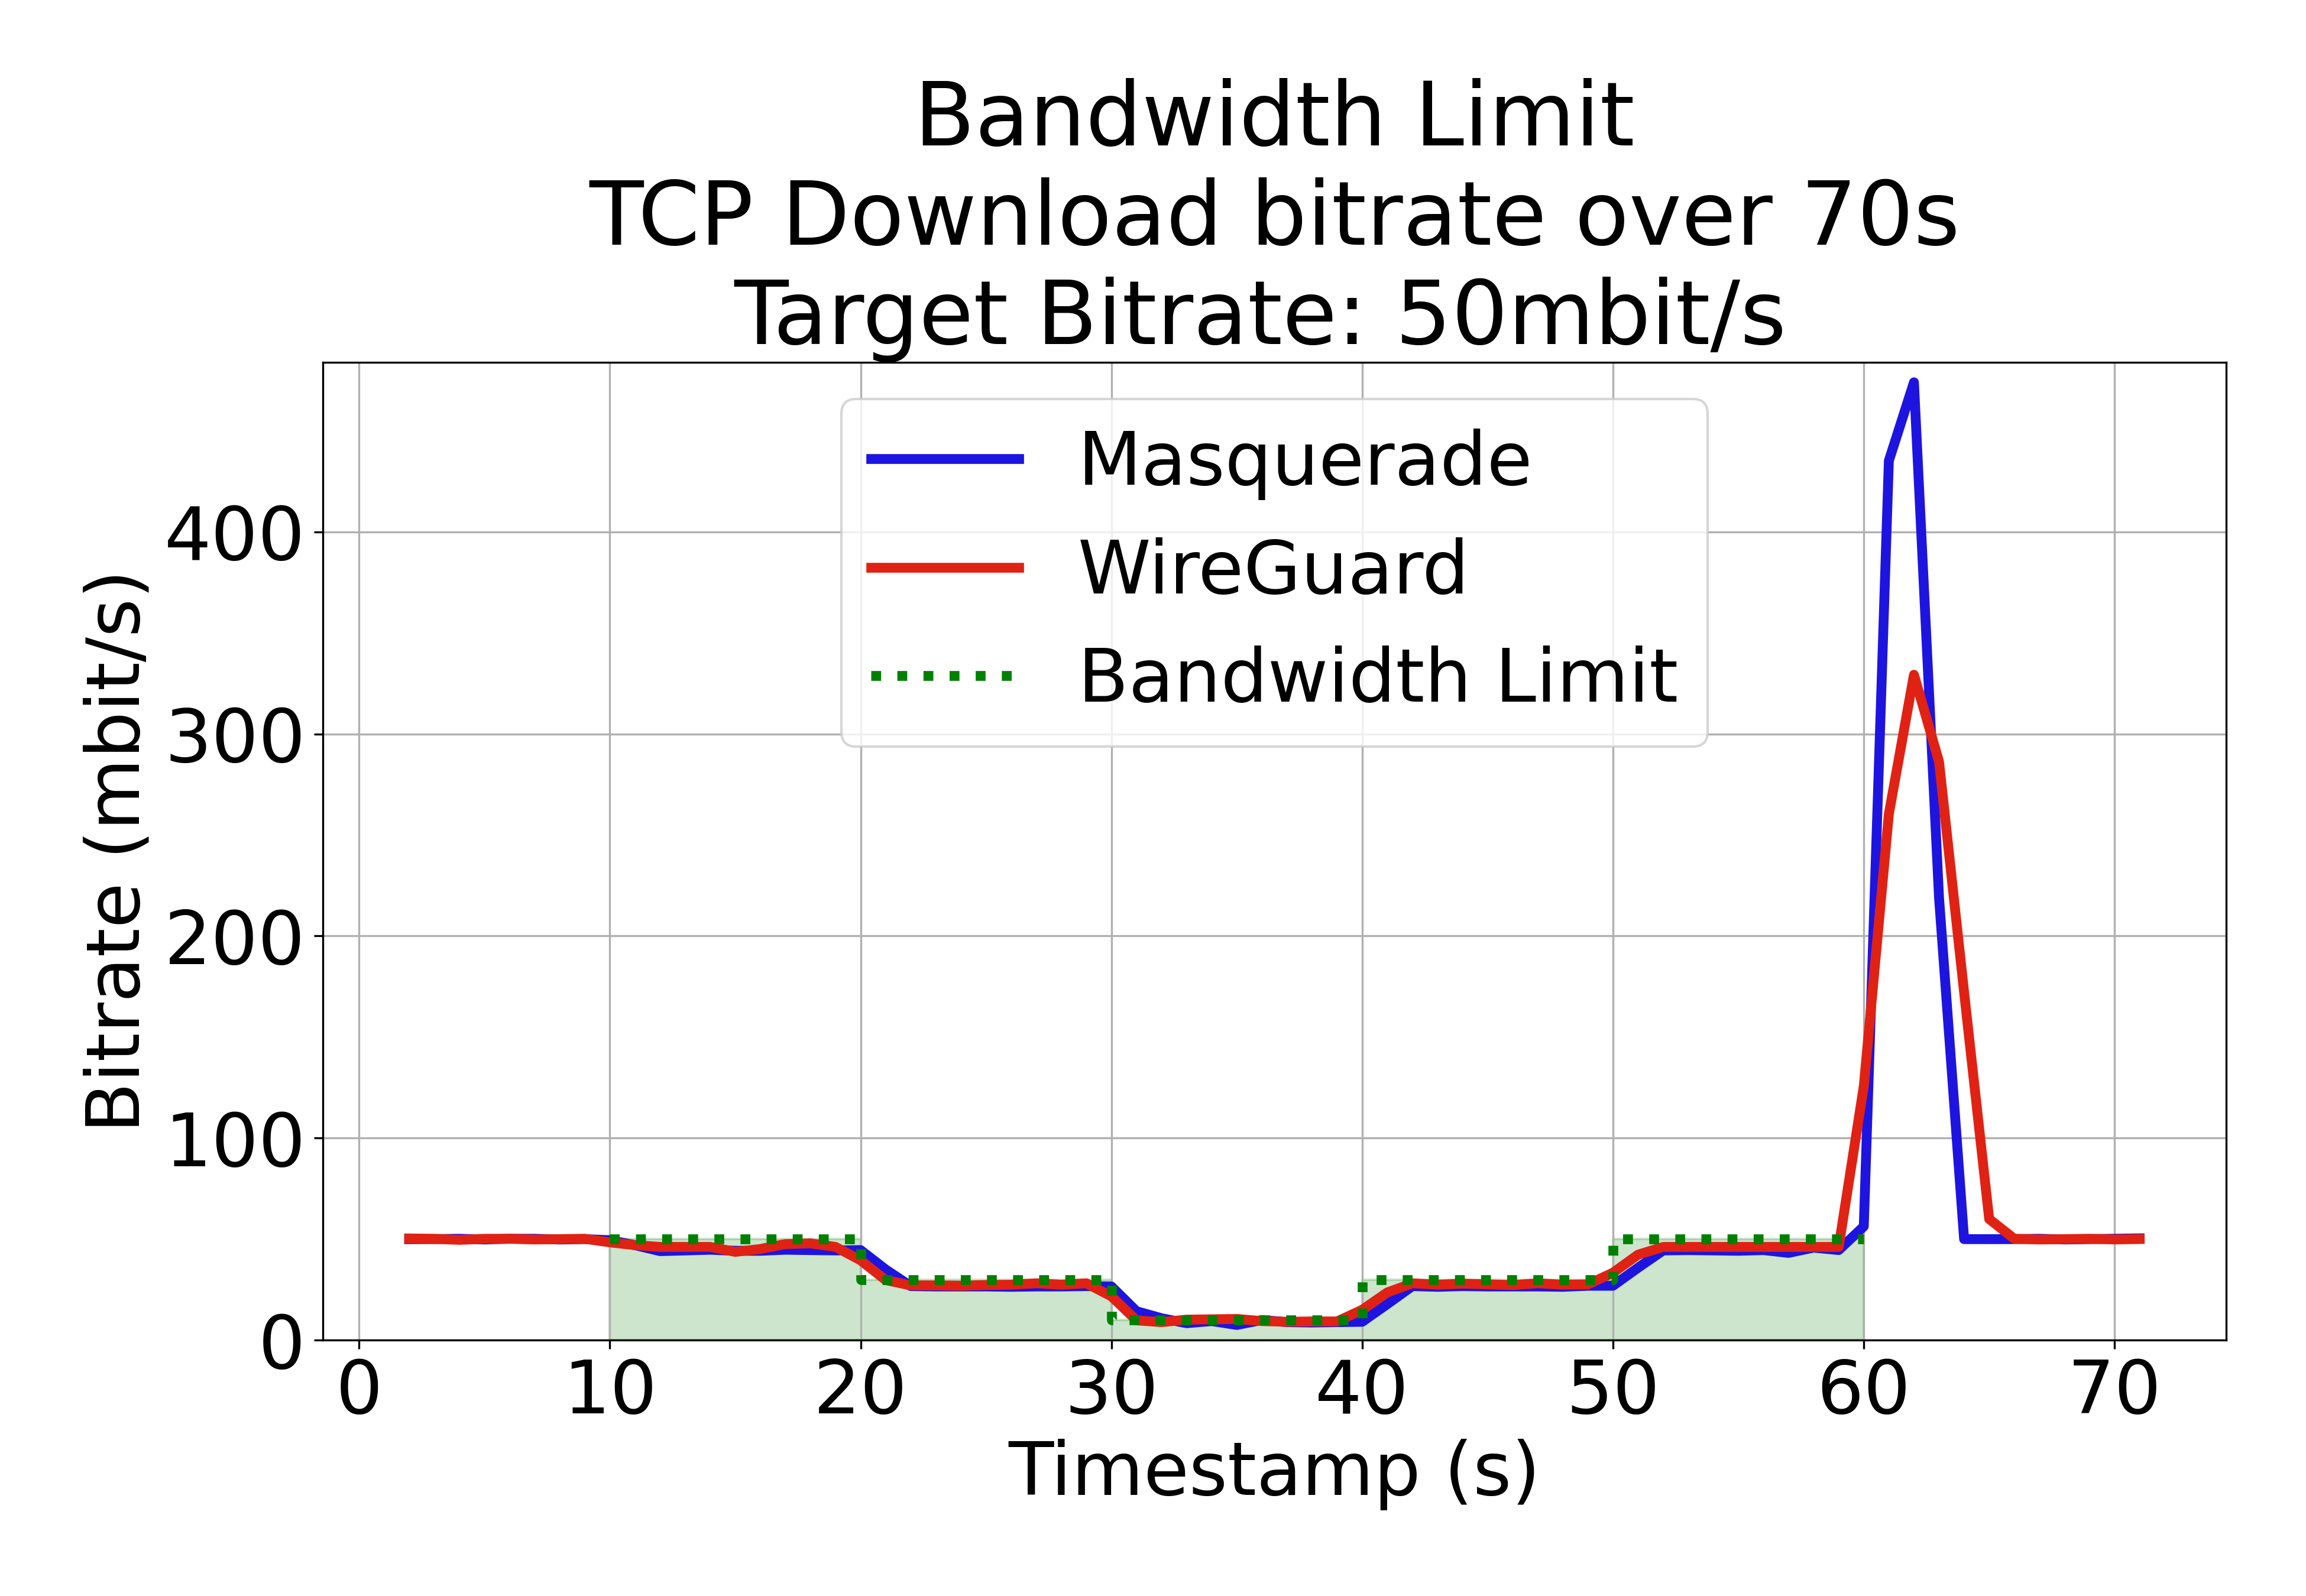 Bandwidth Limit
TCP Download bitrate over 70s
Target Bitrate: 50mbit/s
Masquerade
WireGuard
Bandwidth Limit
Bitrate (mbit/s)
400
300
200
100
0
0 10 20 30 40 50 60 70
Timestamp (s)